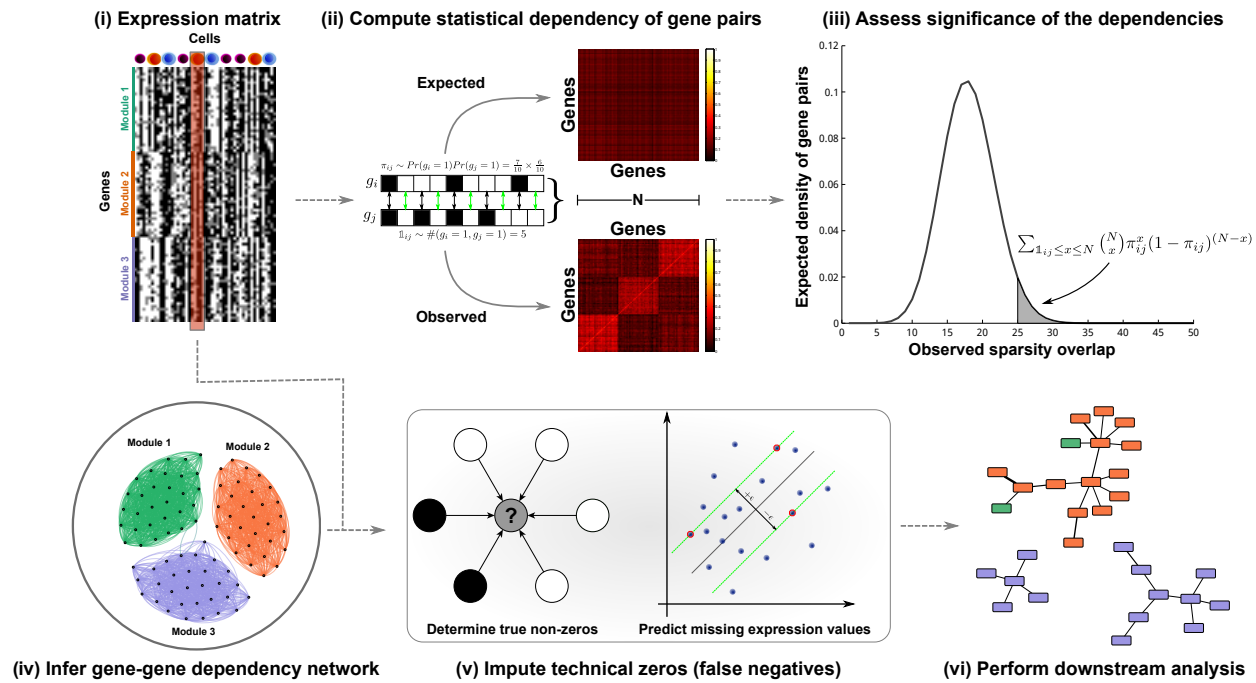 (i) Expression matrix
Cells
Genes
Module 1
Module 2
Module 3
(ii) Compute statistical dependency of gene pairs
Expected
π_ij ∼ Pr(g_i = 1)Pr(g_j = 1) = 7/10 × 6/10
g_i
g_j
𝟙_ij ∼ #(g_i = 1, g_j = 1) = 5
Observed
Genes
Genes
N
Genes
Genes
(iii) Assess significance of the dependencies
Expected density of gene pairs
0.12
0.1
0.08
0.06
0.04
0.02
0
∑_{𝟙_ij ≤ x ≤ N} (N x) π_ij^x (1 − π_ij)^(N−x)
0 5 10 15 20 25 30 35 40 45 50
Observed sparsity overlap
Module 1
Module 2
Module 3
(iv) Infer gene-gene dependency network
?
Determine true non-zeros
+ϵ
−ϵ
Predict missing expression values
(v) Impute technical zeros (false negatives)
(vi) Perform downstream analysis